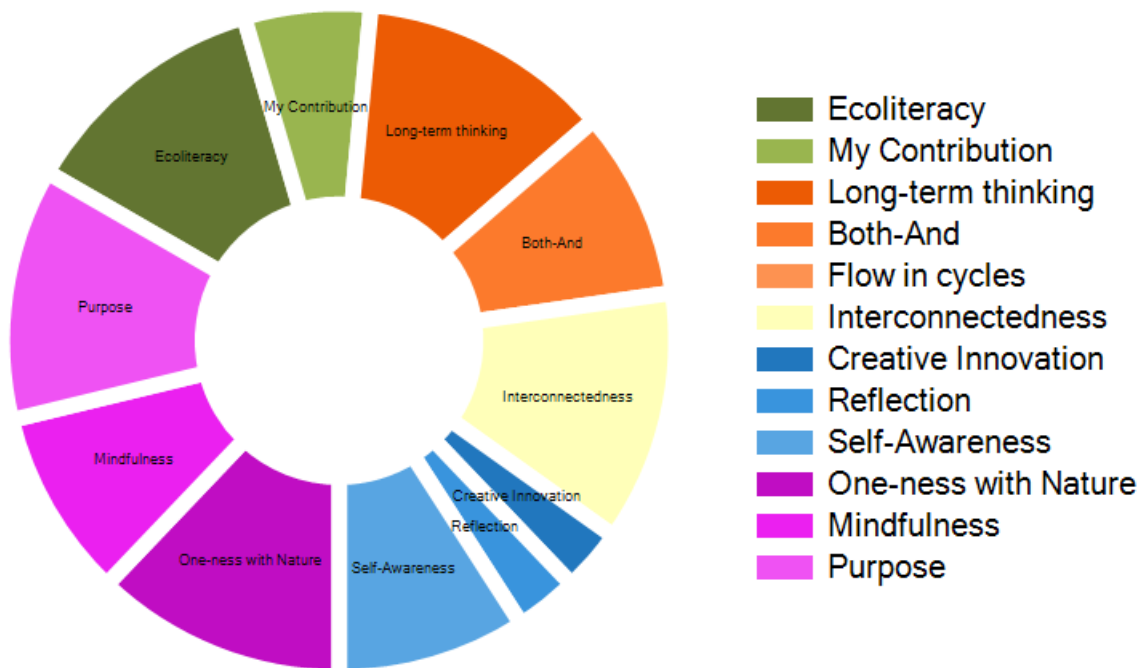 My Contribution
Long-term thinking
Ecoliteracy
Both-And
Purpose
Interconnectedness
Mindfulness
Creative Innovation
Reflection
One-ness with Nature
Self-Awareness
Ecoliteracy
My Contribution
Long-term thinking
Both-And
Flow in cycles
Interconnectedness
Creative Innovation
Reflection
Self-Awareness
One-ness with Nature
Mindfulness
Purpose